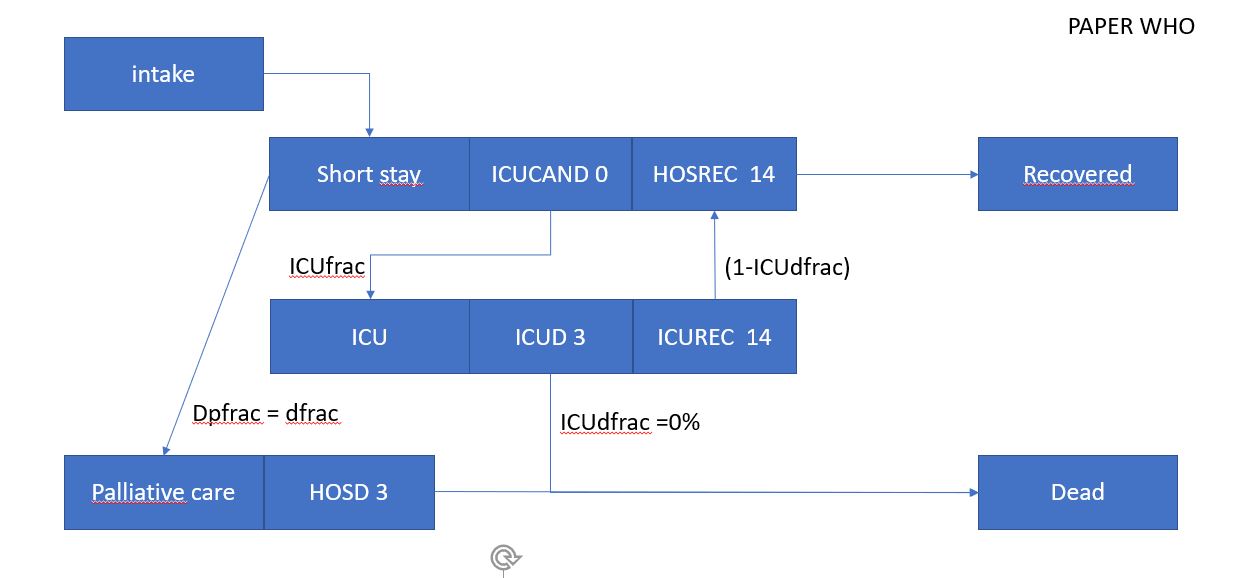 PAPER WHO
intake
Short stay
ICUCAND 0
HOSREC 14
Recovered
ICUfrac
(1-ICUdfrac)
ICU
ICUD 3
ICUREC 14
Dpfrac = dfrac
ICUdfrac =0%
Palliative care
HOSD 3
Dead